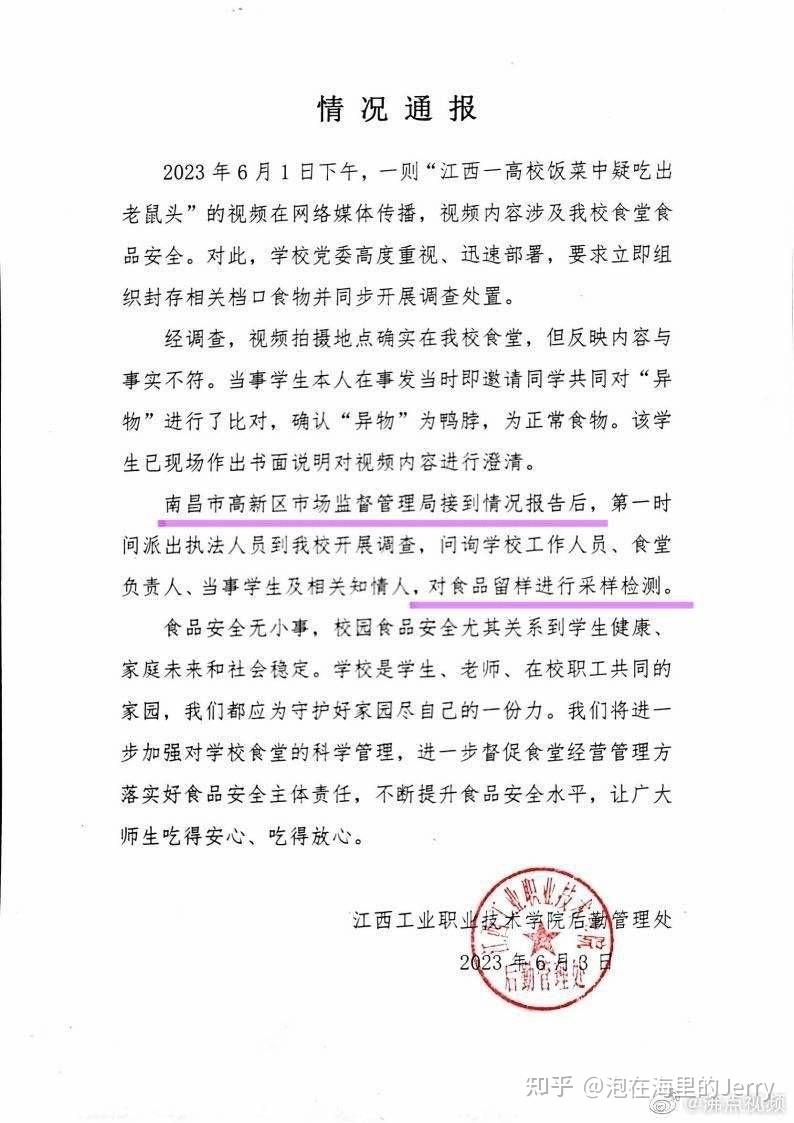 情况通报
2023年6月1日下午，一则“江西一高校饭菜中疑吃出
老鼠头”的视频在网络媒体传播，视频内容涉及我校食堂食
品安全。对此，学校党委高度重视、迅速部署，要求立即组
织封存相关档口食物并同步开展调查处置。
经调查，视频拍摄地点确实在我校食堂，但反映内容与
事实不符。当事学生本人在事发当时即邀请同学共同对“异
物”进行了比对，确认“异物”为鸭脖，为正常食物。该学
生已现场作出书面说明对视频内容进行澄清。
南昌市高新区市场监督管理局接到情况报告后，第一时
间派出执法人员到我校开展调查，问询学校工作人员、食堂
负责人、当事学生及相关知情人，对食品留样进行采样检测。
食品安全无小事，校园食品安全尤其关系到学生健康、
家庭未来和社会稳定。学校是学生、老师、在校职工共同的
家园，我们都应为守护好家园尽自己的一份力。我们将进一
步加强对学校食堂的科学管理，进一步督促食堂经营管理方
落实好食品安全主体责任，不断提升食品安全水平，让广大
师生吃得安心、吃得放心。
江西工业职业技术学院后勤管理处
2023年6月3日
江西工业职业技术学院
后勤管理处
知乎 @泡在海里的Jerry
@沸点视频